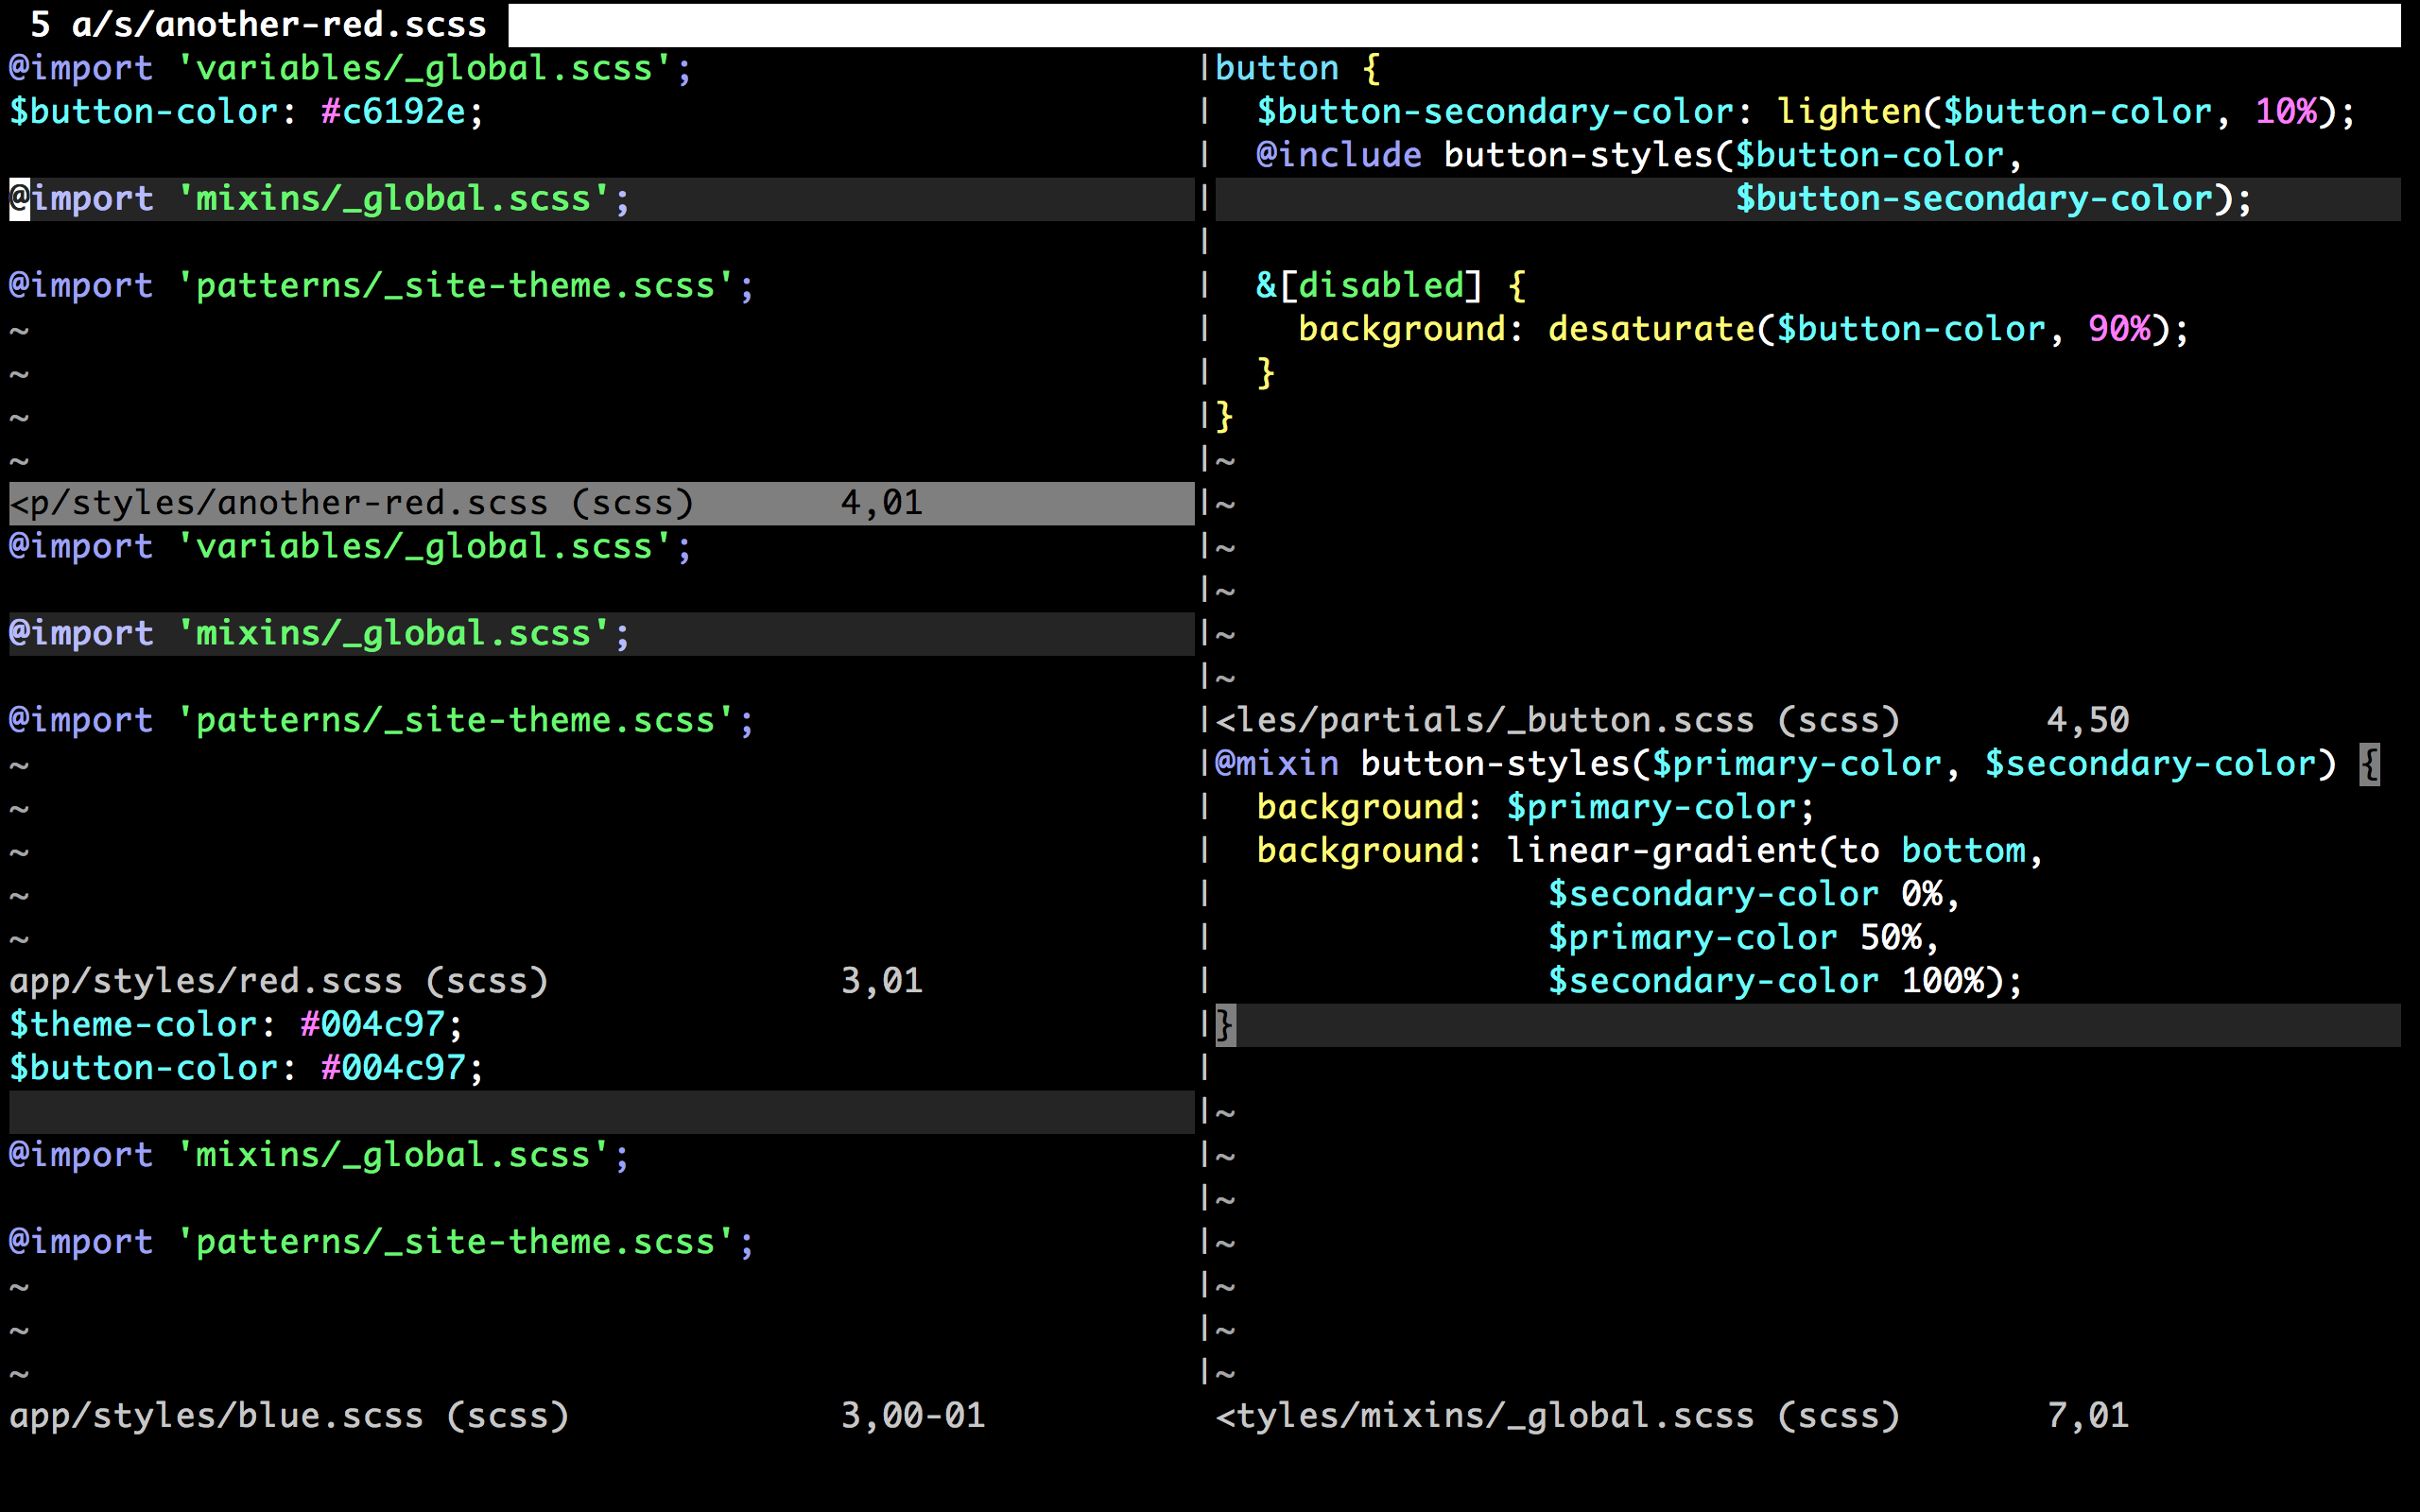 5 a/s/another-red.scss
@import 'variables/_global.scss';
$button-color: #c6192e;
@import 'mixins/_global.scss';
@import 'patterns/_site-theme.scss';
~
~
~
~
<p/styles/another-red.scss (scss) 4,01
@import 'variables/_global.scss';
@import 'mixins/_global.scss';
@import 'patterns/_site-theme.scss';
~
~
~
~
~
app/styles/red.scss (scss) 3,01
$theme-color: #004c97;
$button-color: #004c97;
@import 'mixins/_global.scss';
@import 'patterns/_site-theme.scss';
~
~
~
app/styles/blue.scss (scss) 3,00-01
button {
  $button-secondary-color: lighten($button-color, 10%);
  @include button-styles($button-color,
                         $button-secondary-color);
  &[disabled] {
    background: desaturate($button-color, 90%);
  }
}
~
~
~
~
~
~
<les/partials/_button.scss (scss) 4,50
@mixin button-styles($primary-color, $secondary-color) {
  background: $primary-color;
  background: linear-gradient(to bottom,
                $secondary-color 0%,
                $primary-color 50%,
                $secondary-color 100%);
}
~
~
~
~
~
~
~
<tyles/mixins/_global.scss (scss) 7,01